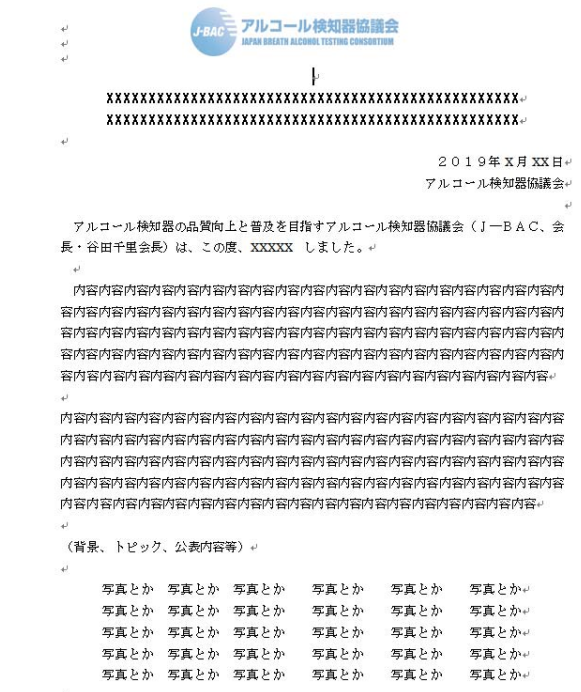 J-BAC アルコール検知器協議会
JAPAN BREATH ALCOHOL TESTING CONSORTIUM
XXXXXXXXXXXXXXXXXXXXXXXXXXXXXXXXXXXXXXXXXXXXXXXXX
XXXXXXXXXXXXXXXXXXXXXXXXXXXXXXXXXXXXXXXXXXXXXXXXX
２０１９年 X 月 XX 日
アルコール検知器協議会
アルコール検知器の品質向上と普及を目指すアルコール検知器協議会（Ｊ―ＢＡＣ、会
長・谷田千里会長）は、この度、XXXXX しました。
内容内容内容内容内容内容内容内容内容内容内容内容内容内容内容内容内容内容内容内
容内容内容内容内容内容内容内容内容内容内容内容内容内容内容内容内容内容内容内
容内容内容内容内容内容内容内容内容内容内容内容内容内容内容内容内容内容内容内
容内容内容内容内容内容内容内容内容内容内容内容内容内容内容内容内容内容内容内
容内容内容内容内容内容内容内容内容内容内容内容内容内容内容内容内容内容内容
内容内容内容内容内容内容内容内容内容内容内容内容内容内容内容内容内容内容内容内容
内容内容内容内容内容内容内容内容内容内容内容内容内容内容内容内容内容内容内容内容
内容内容内容内容内容内容内容内容内容内容内容内容内容内容内容内容内容内容内容内容
内容内容内容内容内容内容内容内容内容内容内容内容内容内容内容内容内容内容内容内容
内容内容内容内容内容内容内容内容内容内容内容内容内容内容内容内容内容内容内容
（背景、トピック、公表内容等）
写真とか 写真とか 写真とか 写真とか 写真とか 写真とか
写真とか 写真とか 写真とか 写真とか 写真とか 写真とか
写真とか 写真とか 写真とか 写真とか 写真とか 写真とか
写真とか 写真とか 写真とか 写真とか 写真とか 写真とか
写真とか 写真とか 写真とか 写真とか 写真とか 写真とか